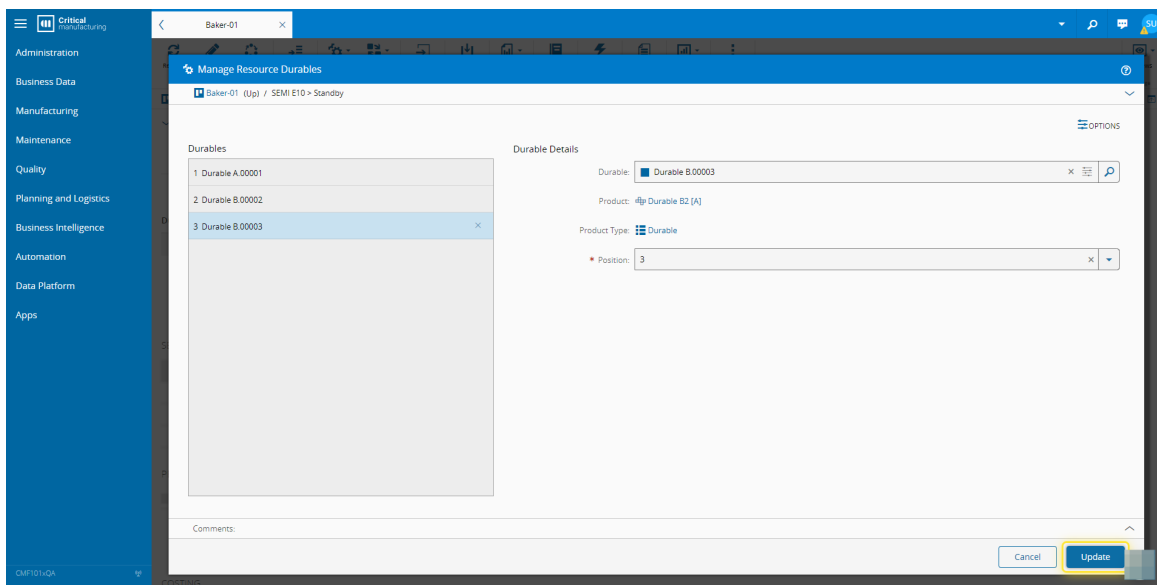 Critical
manufacturing
Baker-01
SU
Administration
Business Data
Manufacturing
Maintenance
Quality
Planning and Logistics
Business Intelligence
Automation
Data Platform
Apps
CMF101xQA
Manage Resource Durables
Baker-01 (Up) / SEMI E10 > Standby
OPTIONS
Durables
1 Durable A.00001
2 Durable B.00002
3 Durable B.00003
Durable Details
Durable: Durable B.00003
Product: Durable B2 [A]
Product Type: Durable
* Position: 3
Comments:
Cancel Update
COSTING